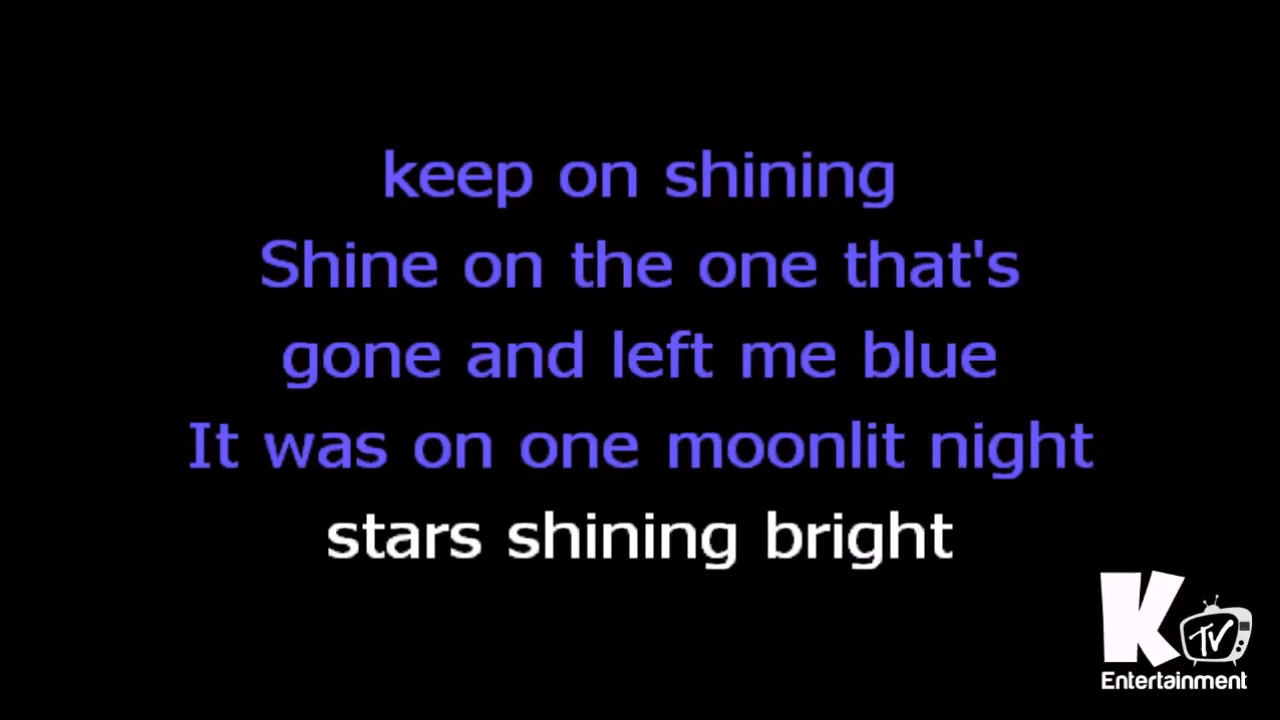 keep on shining
Shine on the one that's
gone and left me blue
It was on one moonlit night
stars shining bright
K TV
Entertainment